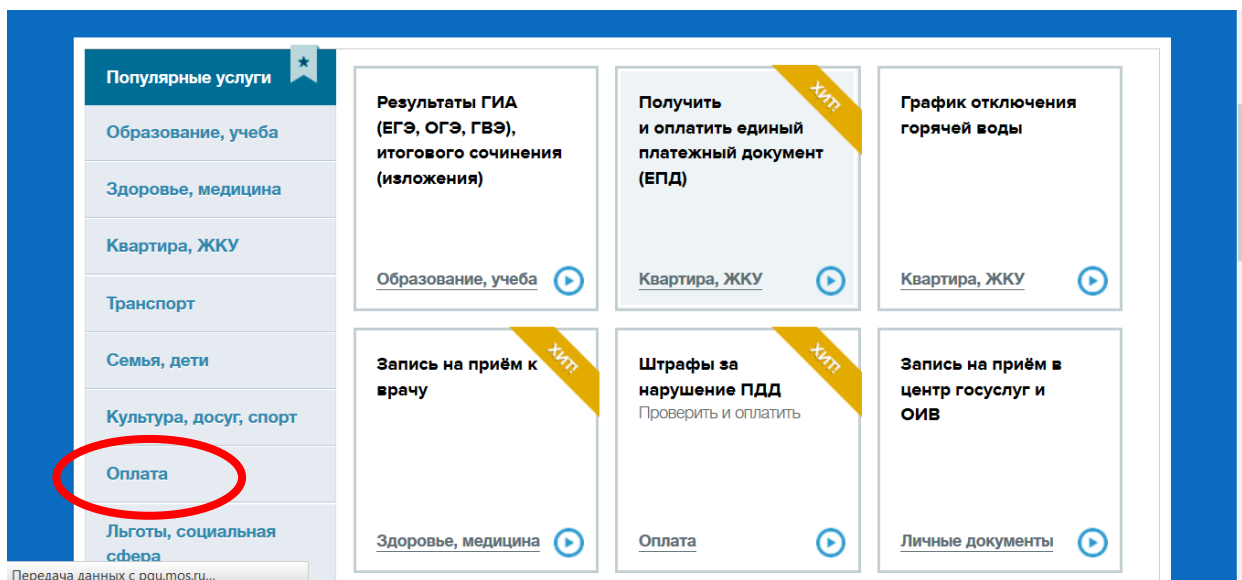 Популярные услуги
Образование, учеба
Здоровье, медицина
Квартира, ЖКУ
Транспорт
Семья, дети
Культура, досуг, спорт
Оплата
Льготы, социальная
сфера
Результаты ГИА
(ЕГЭ, ОГЭ, ГВЭ),
итогового сочинения
(изложения)
Образование, учеба
ХИТ!
Получить
и оплатить единый
платежный документ
(ЕПД)
Квартира, ЖКУ
График отключения
горячей воды
Квартира, ЖКУ
ХИТ!
Запись на приём к
врачу
Здоровье, медицина
ХИТ!
Штрафы за
нарушение ПДД
Проверить и оплатить
Оплата
Запись на приём в
центр госуслуг и
ОИВ
Личные документы
Передача данных с pgu.mos.ru...